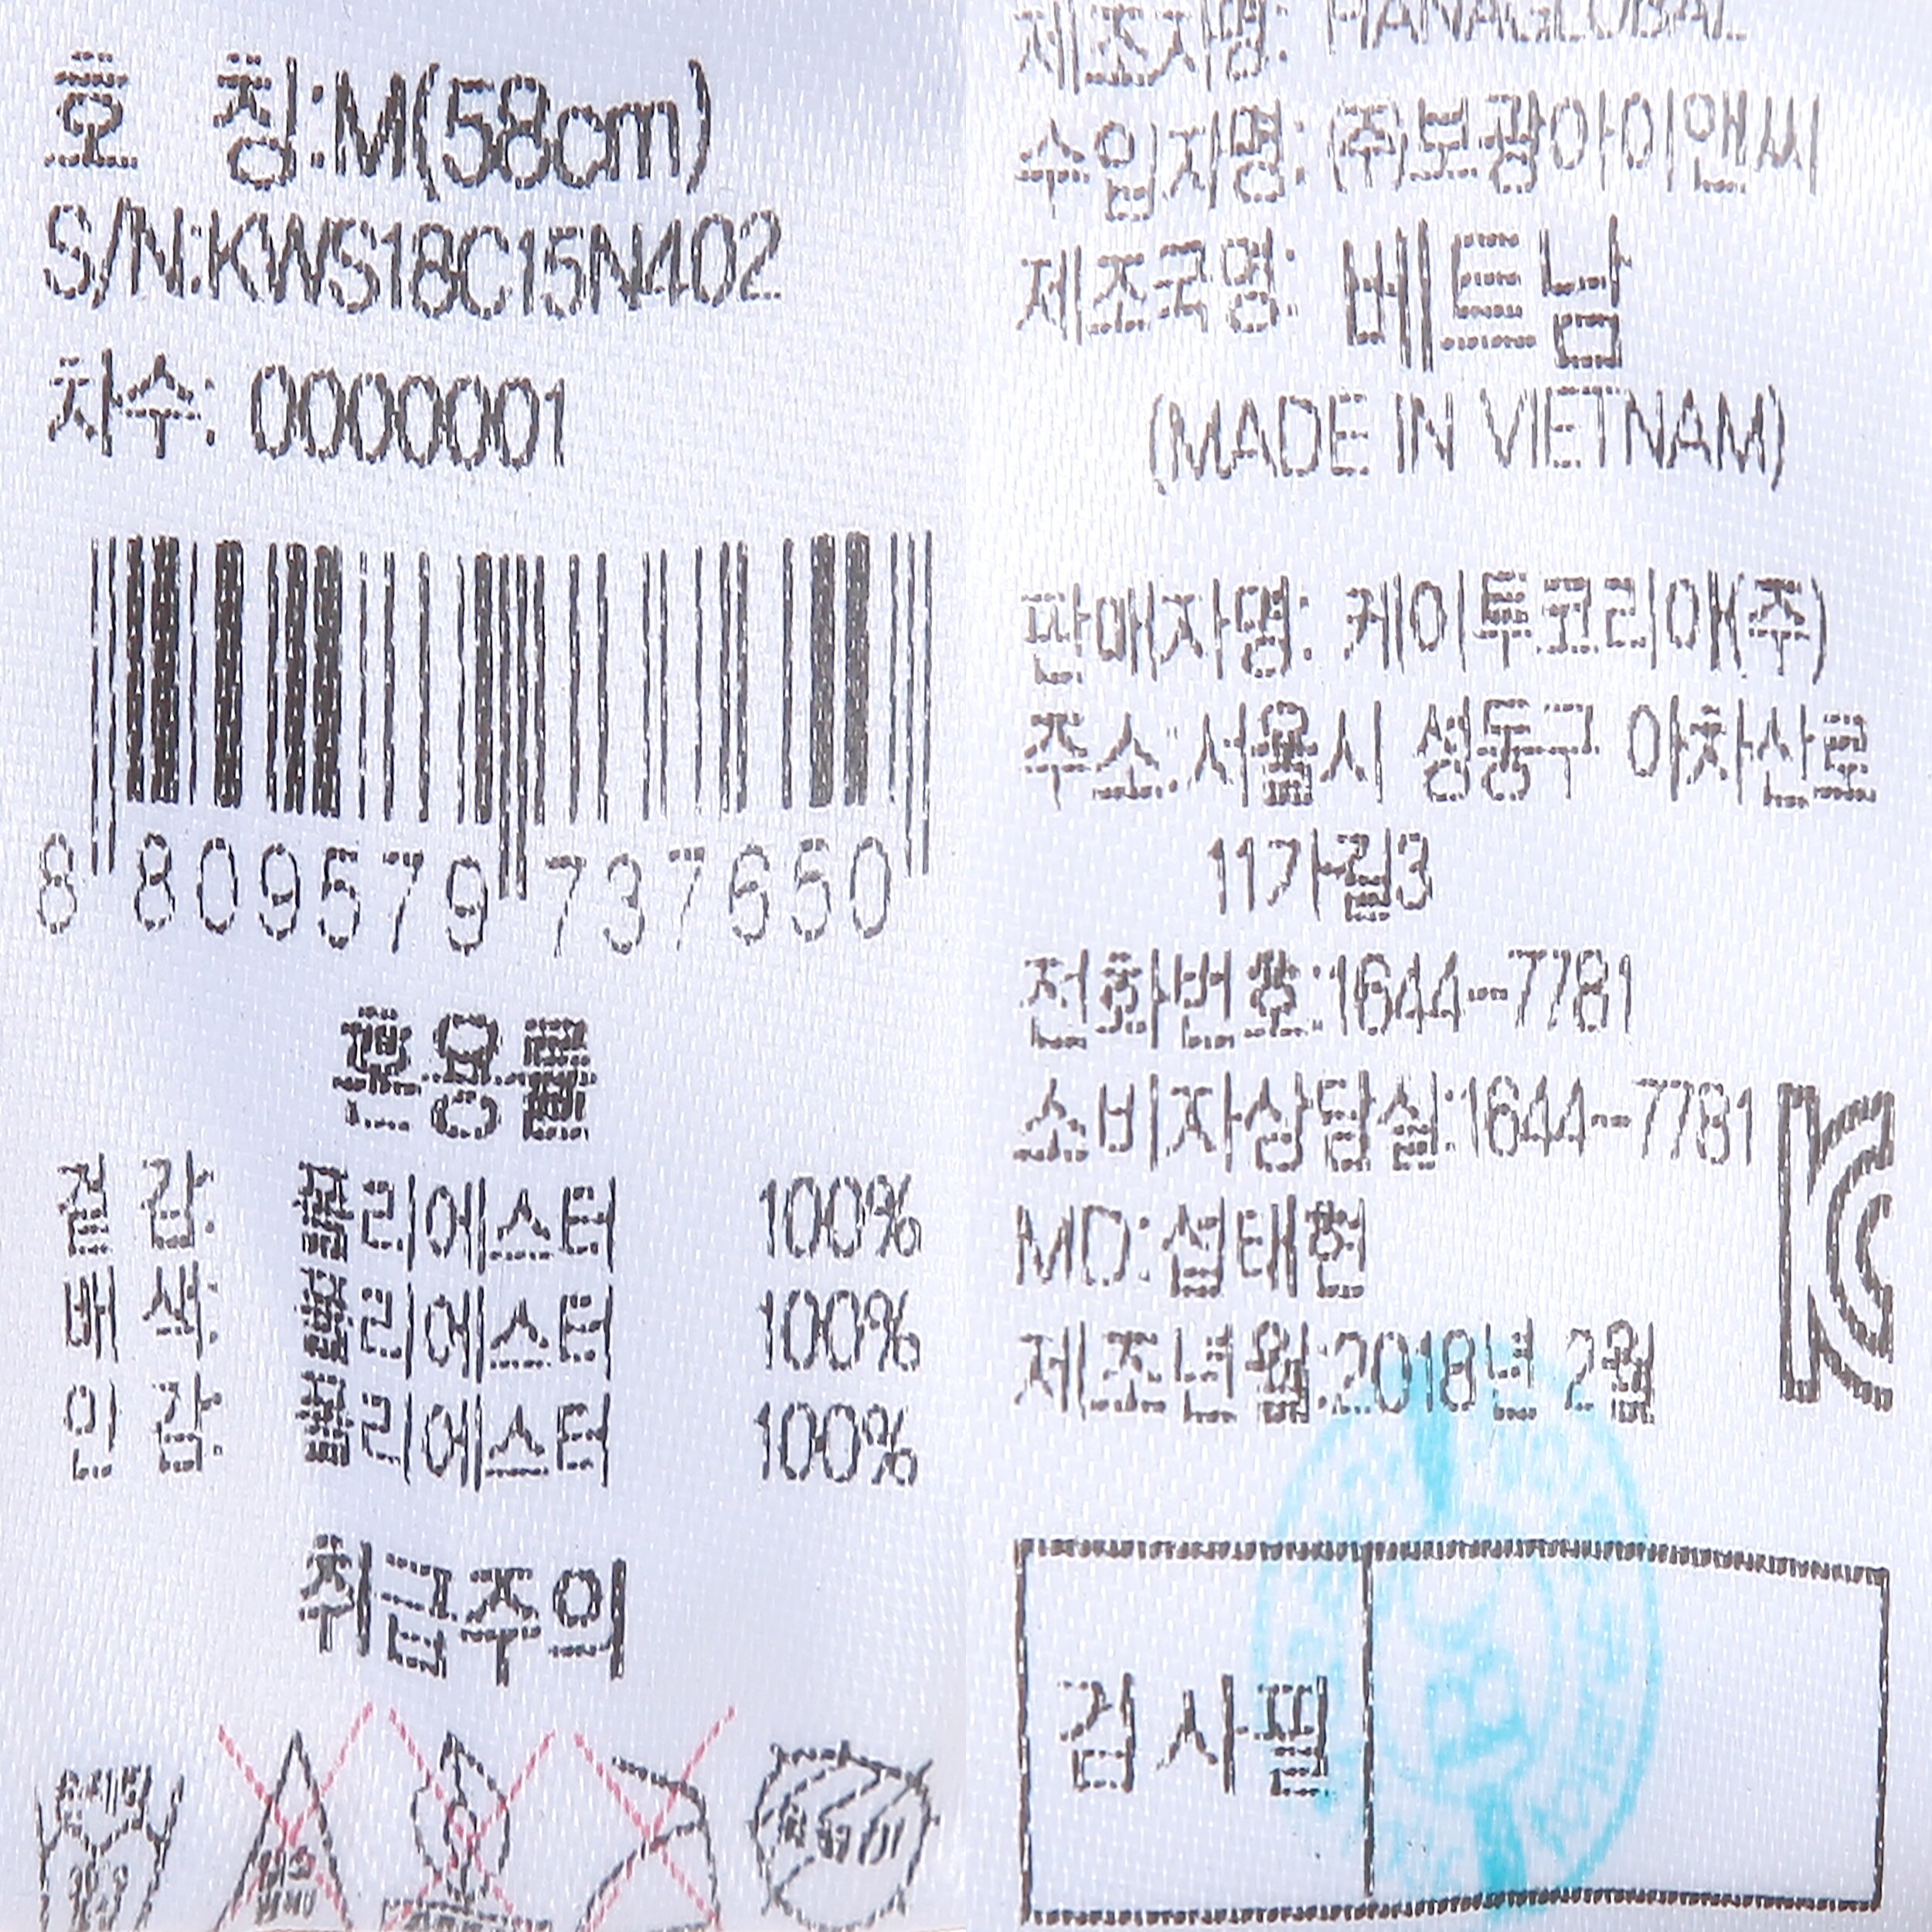 호 칭:M(58cm)
S/N:KWS18C15N402
차수: 0000001
8 809579 737650
혼용률
겉 감: 폴리에스터 100%
배 색: 폴리에스터 100%
안 감: 폴리에스터 100%
취급주의
손세탁
제조자명: HANAGLOBAL
수입자명: (주)보광아이앤씨
제조국명: 베트남
(MADE IN VIETNAM)
판매자명: 케이투코리아(주)
주소:서울시 성동구 아차산로
11가길3
전화번호:1644-7781
소비자상담실:1644-7781
MD:섭태현
제조년월:2018년 2월
KC
검사필